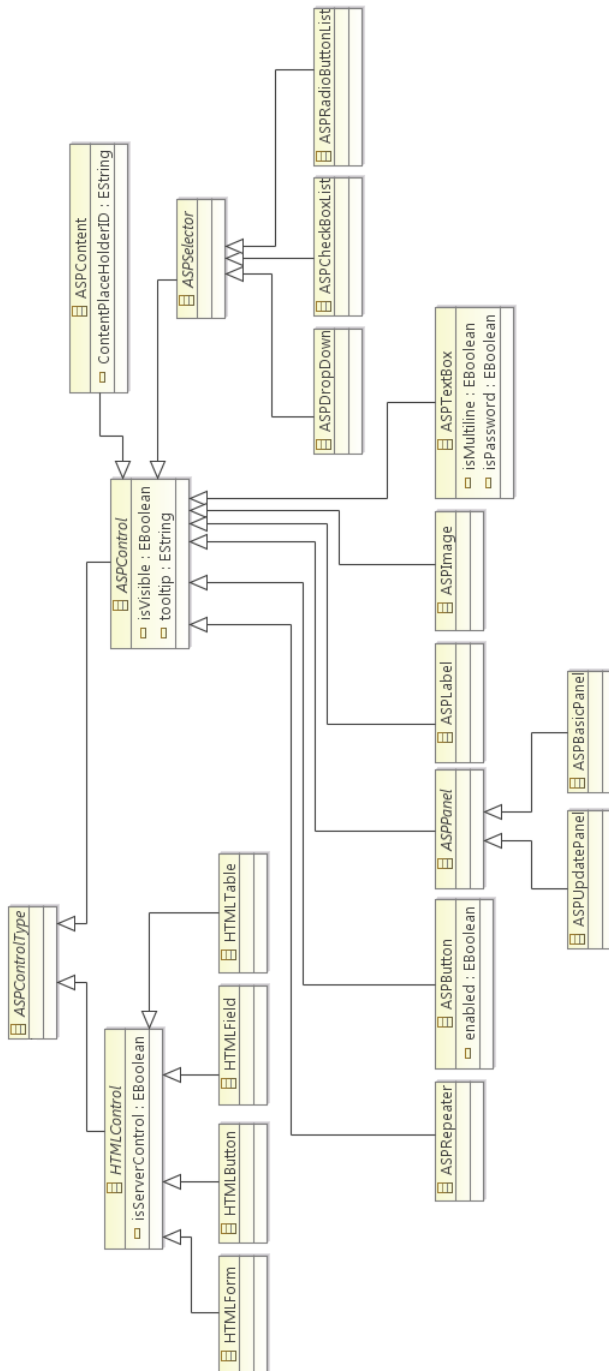 ASPControlType
HTMLControl
isServerControl : EBoolean
ASPControl
isVisible : EBoolean
tooltip : EString
ASPContent
ContentPlaceHolderID : EString
HTMLForm
HTMLButton
HTMLField
HTMLTable
ASPSelector
ASPDropDown
ASPCheckBoxList
ASPRadioButtonList
ASPRepeater
ASPButton
enabled : EBoolean
ASPPanel
ASPLabel
ASPImage
ASPTextBox
isMultiline : EBoolean
isPassword : EBoolean
ASPUpdatePanel
ASPBasicPanel